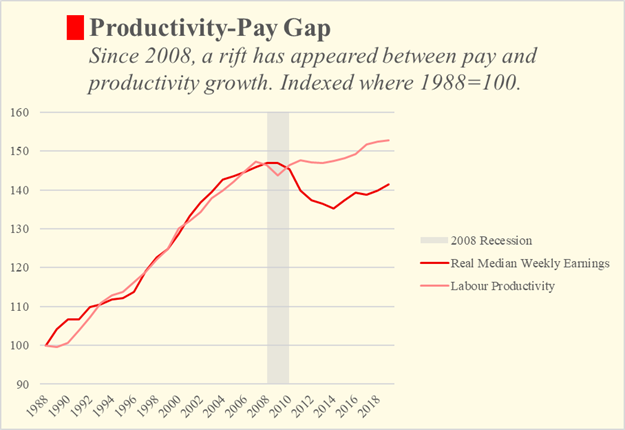 Productivity-Pay Gap
Since 2008, a rift has appeared between pay and
productivity growth. Indexed where 1988=100.
160
150
140
130
120
110
100
90
2008 Recession
Real Median Weekly Earnings
Labour Productivity
1988 1990 1992 1994 1996 1998 2000 2002 2004 2006 2008 2010 2012 2014 2016 2018